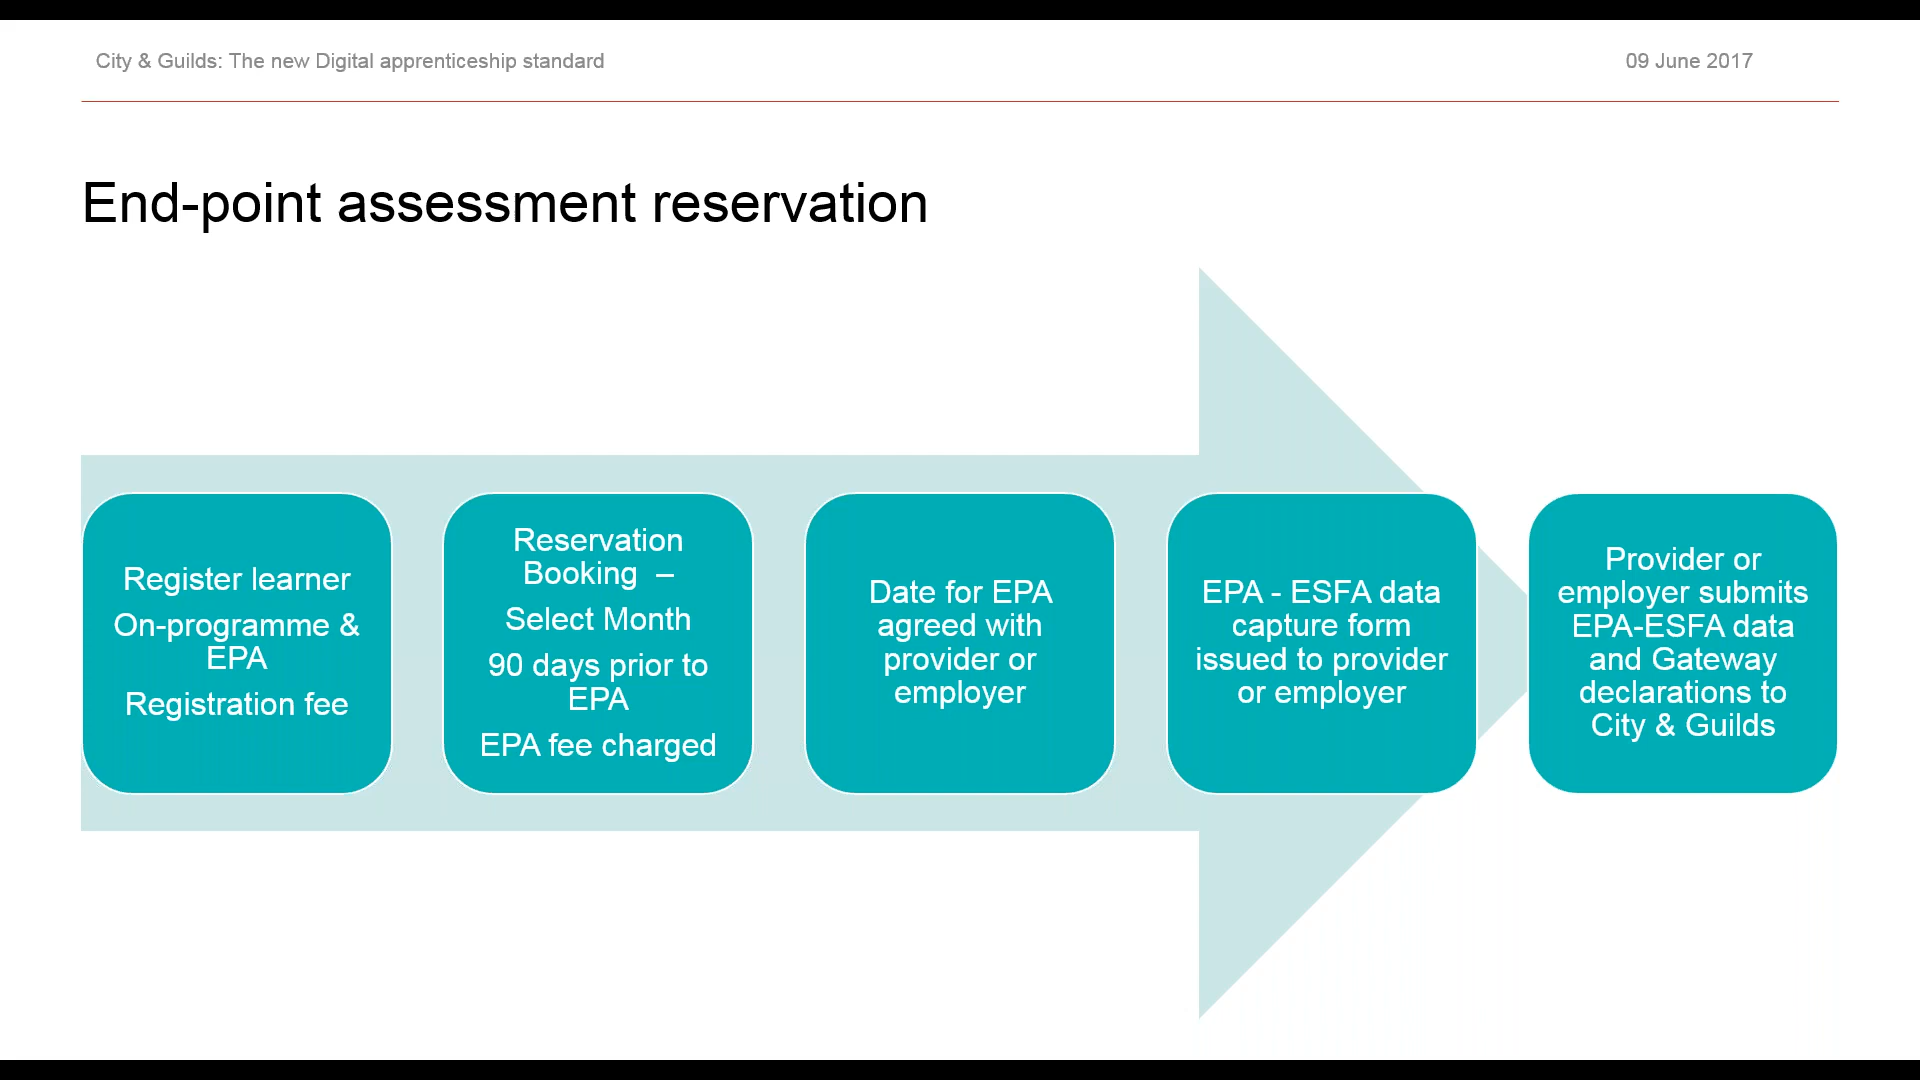 City & Guilds: The new Digital apprenticeship standard
09 June 2017
End-point assessment reservation
Register learner
On-programme &
EPA
Registration fee
Reservation
Booking –
Select Month
90 days prior to
EPA
EPA fee charged
Date for EPA
agreed with
provider or
employer
EPA - ESFA data
capture form
issued to provider
or employer
Provider or
employer submits
EPA-ESFA data
and Gateway
declarations to
City & Guilds